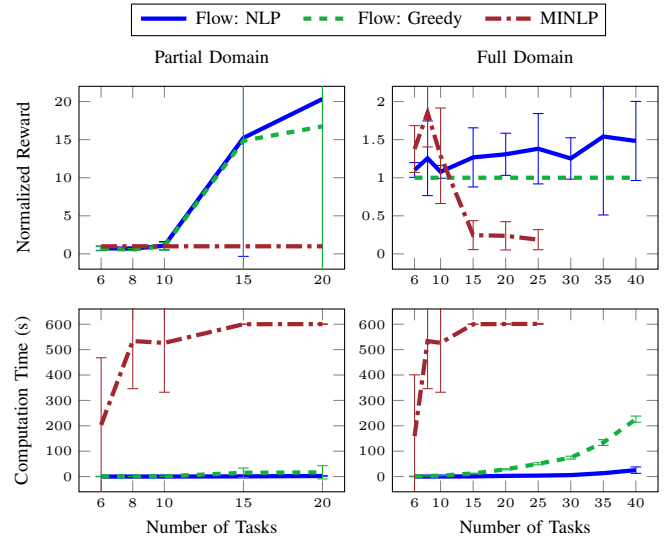 Flow: NLP Flow: Greedy MINLP
Partial Domain Full Domain
Normalized Reward
20
15
10
5
0
6 8 10 15 20
2
1.5
1
0.5
0
6 10 15 20 25 30 35 40
Computation Time (s)
600
500
400
300
200
100
0
6 8 10 15 20
Number of Tasks
600
500
400
300
200
100
0
6 10 15 20 25 30 35 40
Number of Tasks